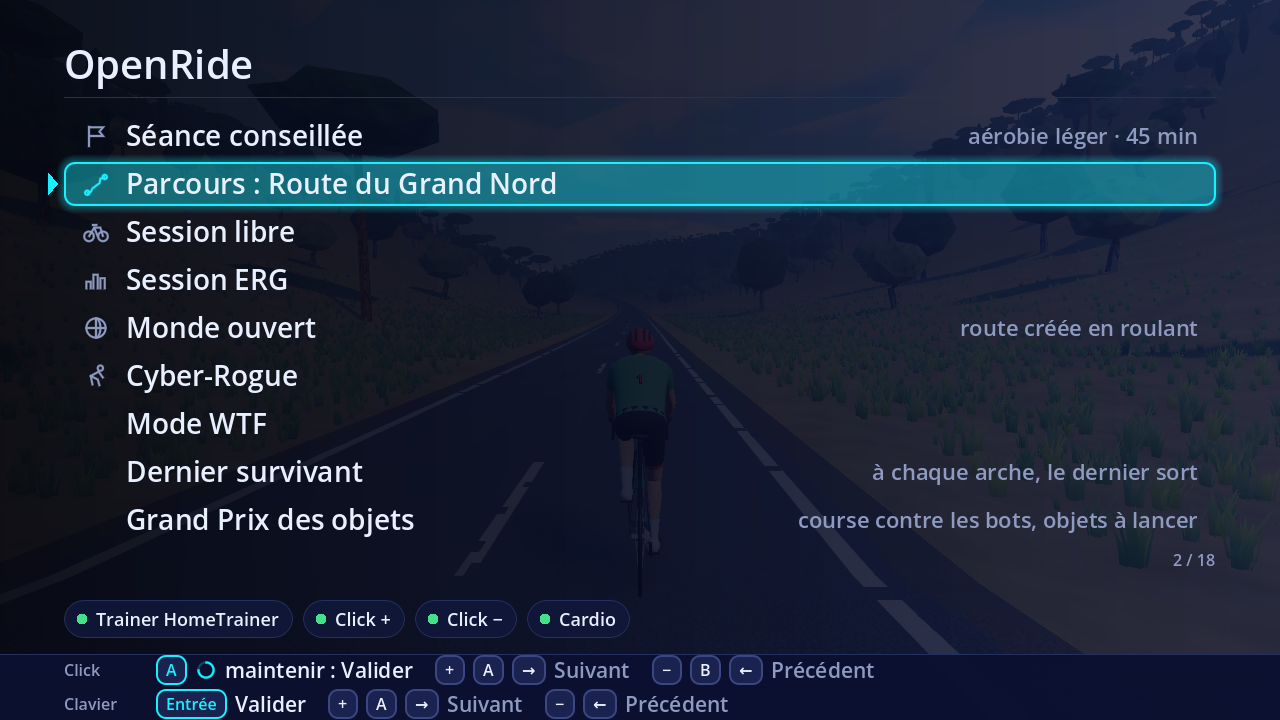 OpenRide
Séance conseillée aérobie léger · 45 min
Parcours : Route du Grand Nord
Session libre
Session ERG
Monde ouvert route créée en roulant
Cyber-Rogue
Mode WTF
Dernier survivant à chaque arche, le dernier sort
Grand Prix des objets course contre les bots, objets à lancer
2 / 18
Trainer HomeTrainer Click + Click − Cardio
Click A maintenir : Valider + A → Suivant − B ← Précédent
Clavier Entrée Valider + A → Suivant − ← Précédent